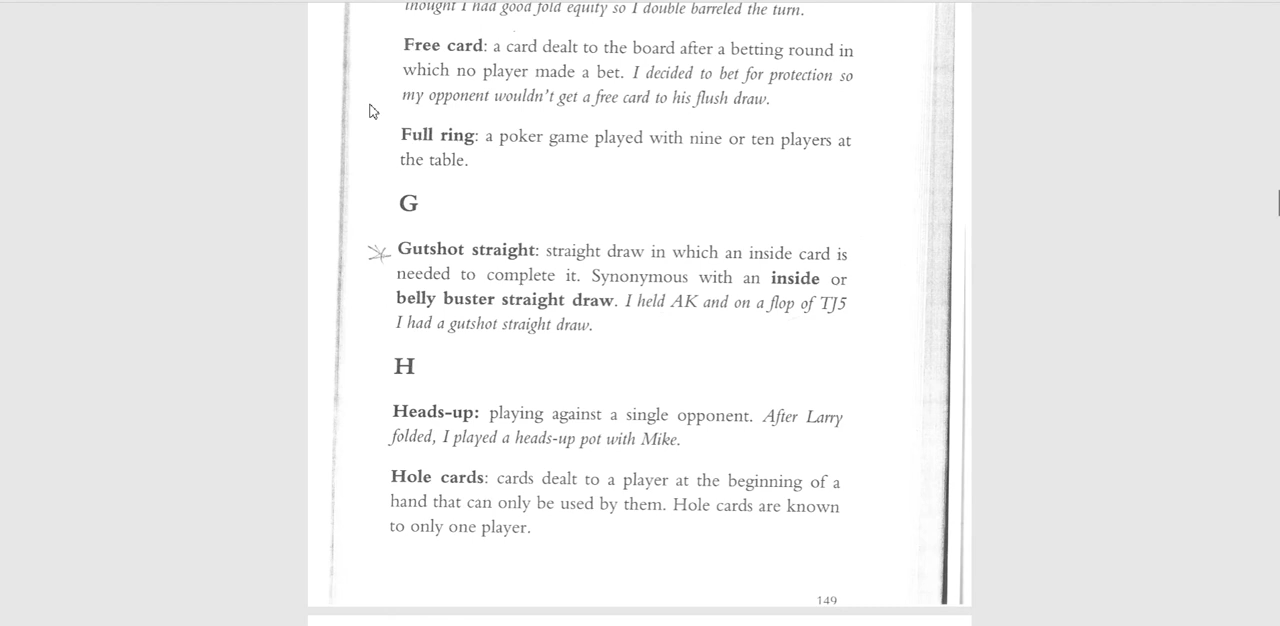 thought I had good fold equity so I double barreled the turn.
Free card: a card dealt to the board after a betting round in
which no player made a bet. I decided to bet for protection so
my opponent wouldn't get a free card to his flush draw.
Full ring: a poker game played with nine or ten players at
the table.
G
Gutshot straight: straight draw in which an inside card is
needed to complete it. Synonymous with an inside or
belly buster straight draw. I held AK and on a flop of TJ5
I had a gutshot straight draw.
H
Heads-up: playing against a single opponent. After Larry
folded, I played a heads-up pot with Mike.
Hole cards: cards dealt to a player at the beginning of a
hand that can only be used by them. Hole cards are known
to only one player.
149